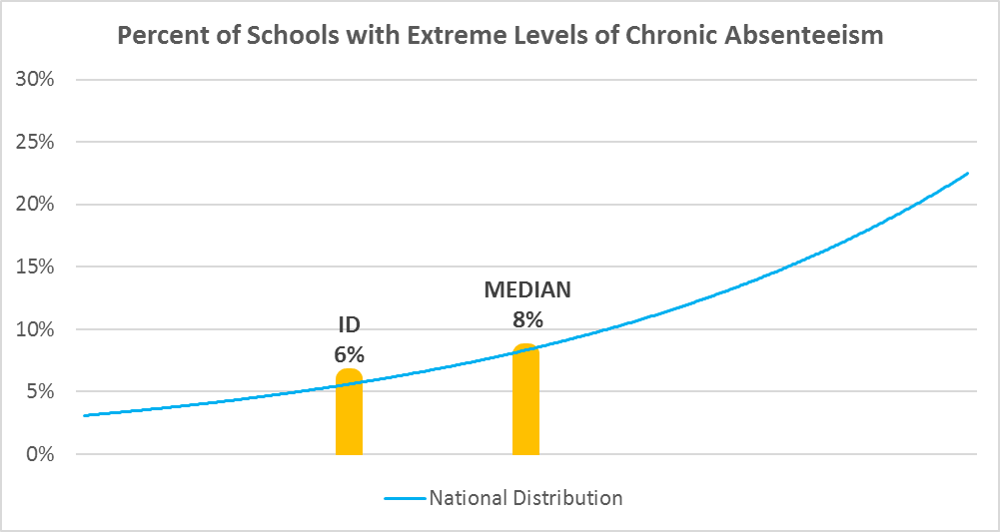 Percent of Schools with Extreme Levels of Chronic Absenteeism
30%
25%
20%
15%
10%
5%
0%
ID
6%
MEDIAN
8%
National Distribution